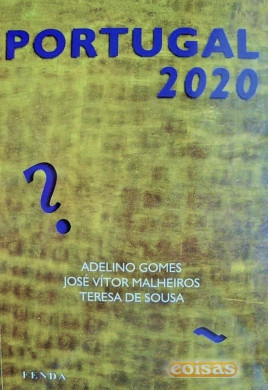 PORTUGAL
2020
?
ADELINO GOMES
JOSÉ VÍTOR MALHEIROS
TERESA DE SOUSA
~
coisas
FENDA